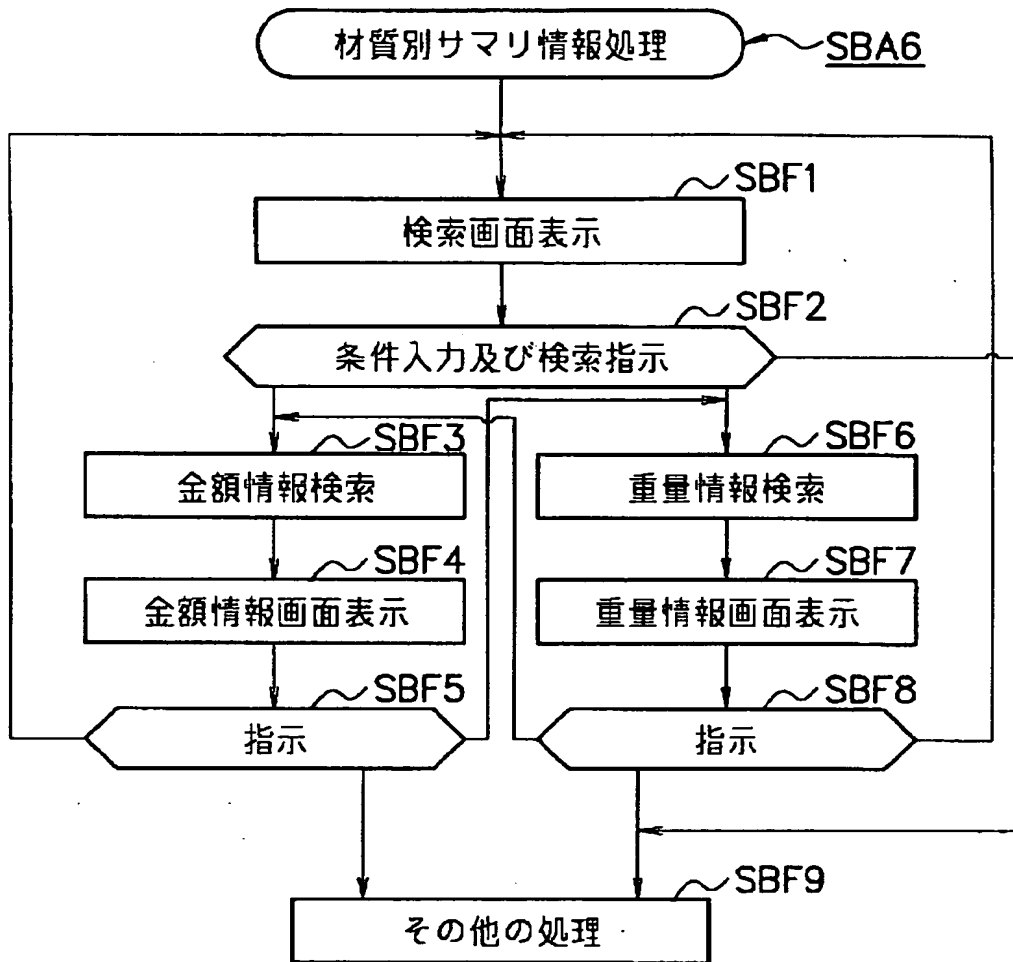 材質別サマリ情報処理
SBA6
SBF1
検索画面表示
SBF2
条件入力及び検索指示
SBF3
金額情報検索
SBF4
金額情報画面表示
SBF5
指示
SBF6
重量情報検索
SBF7
重量情報画面表示
SBF8
指示
SBF9
その他の処理